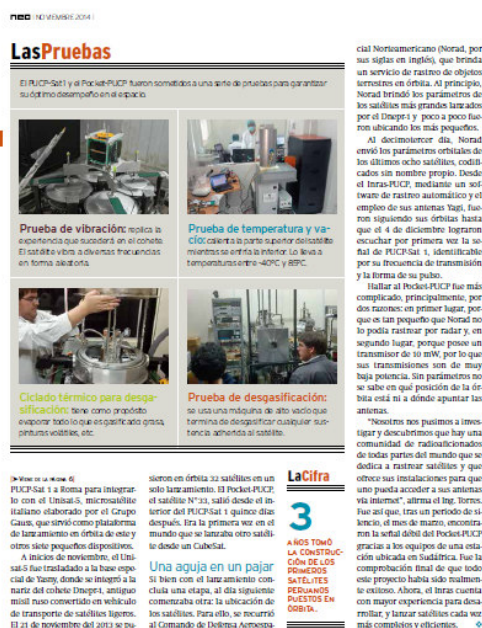 neo | NOVIEMBRE 2014 |
LasPruebas
El PUCP-Sat 1 y el Pocket-PUCP fueron sometidos a una serie de pruebas para garantizar
su óptimo desempeño en el espacio.
Prueba de vibración: replica la
experiencia que sucederá en el cohete.
El satélite vibra a diversas frecuencias
en forma aleatoria.
Prueba de temperatura y va-
cío: calienta la parte superior del satélite
mientras se enfría la inferior. Lo lleva a
temperaturas entre -40ºC y 85ºC.
Ciclado térmico para desga-
sificación: tiene como propósito
evaporar todo lo que es gasificado: grasa,
pinturas volátiles, etc.
Prueba de desgasificación:
se usa una máquina de alto vacío que
termina de desgasificar cualquier sus-
tencia adherida al satélite.
[▶ VIENE DE LA PÁGINA 6]
PUCP-Sat 1 a Roma para integrar-
lo con el Unisat-5, microsatélite
italiano elaborado por el Grupo
Gauss, que sirvió como plataforma
de lanzamiento en órbita de este y
otros siete pequeños dispositivos.
A inicios de noviembre, el Uni-
sat-5 fue trasladado a la base espe-
cial de Yasny, donde se integró a la
nariz del cohete Dnepr-1, antiguo
misil ruso convertido en vehículo
de transporte de satélites ligeros.
El 21 de noviembre del 2013 se pu-
sieron en órbita 32 satélites en un
solo lanzamiento. El Pocket-PUCP,
el satélite N°33, salió desde el in-
terior del PUCP-Sat 1 quince días
después. Era la primera vez en el
mundo que se lanzaba otro satéli-
te desde un CubeSat.
Una aguja en un pajar
Si bien con el lanzamiento con-
cluía una etapa, al día siguiente
comenzaba otra: la ubicación de
los satélites. Para ello, se recurrió
al Comando de Defensa Aeroespa-
LaCifra
3
AÑOS TOMÓ
LA CONSTRUC-
CIÓN DE LOS
PRIMEROS
SATÉLITES
PERUANOS
PUESTOS EN
ÓRBITA.
cial Norteamericano (Norad, por
sus siglas en inglés), que brinda
un servicio de rastreo de objetos
terrestres en órbita. Al principio,
Norad brindó los parámetros de
los satélites más grandes lanzados
por el Dnepr-1 y poco a poco fue-
ron ubicando los más pequeños.
Al decimotercer día, Norad
envió los parámetros orbitales de
los últimos ocho satélites, codifi-
cados sin nombre propio. Desde
el Inras-PUCP, mediante un sof-
tware de rastreo automático y el
empleo de sus antenas Yagi, fue-
ron siguiendo sus órbitas hasta
que el 4 de diciembre lograron
escuchar por primera vez la se-
ñal de PUCP-Sat 1, identificable
por su frecuencia de transmisión
y la forma de su pulso.
Hallar al Pocket-PUCP fue más
complicado, principalmente, por
dos razones: en primer lugar, por-
que es tan pequeño que Norad no
lo podía rastrear por radar y, en
segundo lugar, porque posee un
transmisor de 10 mW, por lo que
sus transmisiones son de muy
baja potencia. Sin parámetros no
se sabe en qué posición de la ór-
bita está ni a dónde apuntar las
antenas.
"Nosotros nos pusimos a inves-
tigar y descubrimos que hay una
comunidad de radioaficionados
de todas partes del mundo que se
dedica a rastrear satélites y que
ofrece sus instalaciones para que
uno pueda acceder a sus antenas
vía internet", afirma el Ing. Torres.
Fue así que, tras un periodo de si-
lencio, el mes de marzo, encontra-
ron la señal débil del Pocket-PUCP
gracias a los equipos de una esta-
ción ubicada en Sudáfrica. Fue la
comprobación final de que todo
este proyecto había sido realmen-
te exitoso. Ahora, el Inras cuenta
con mayor experiencia para desa-
rrollar, y lanzar satélites cada vez
más complejos y eficientes.